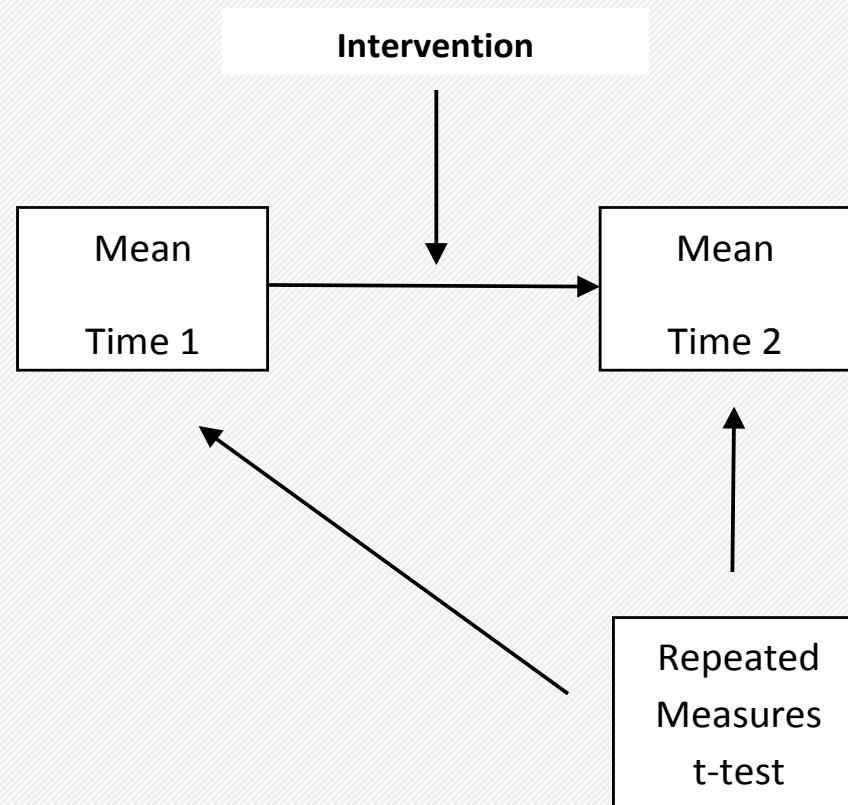 Intervention
Mean
Time 1
Mean
Time 2
Repeated
Measures
t-test